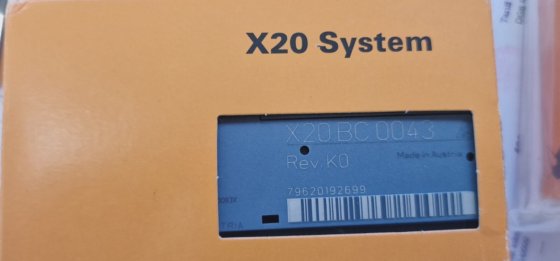 X20 System
X20 BC 0043
Rev. K0
Made in Austria
79620192699